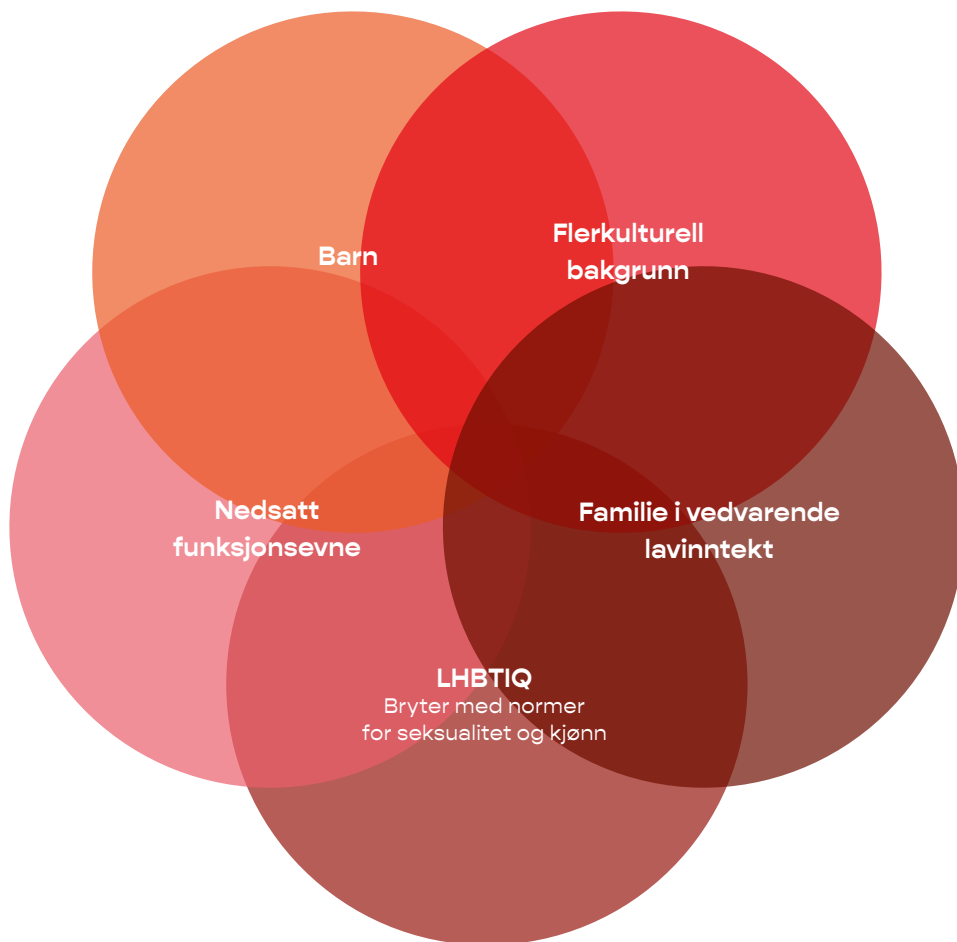 Barn
Flerkulturell
bakgrunn
Nedsatt
funksjonsevne
Familie i vedvarende
lavinntekt
LHBTIQ
Bryter med normer
for seksualitet og kjønn